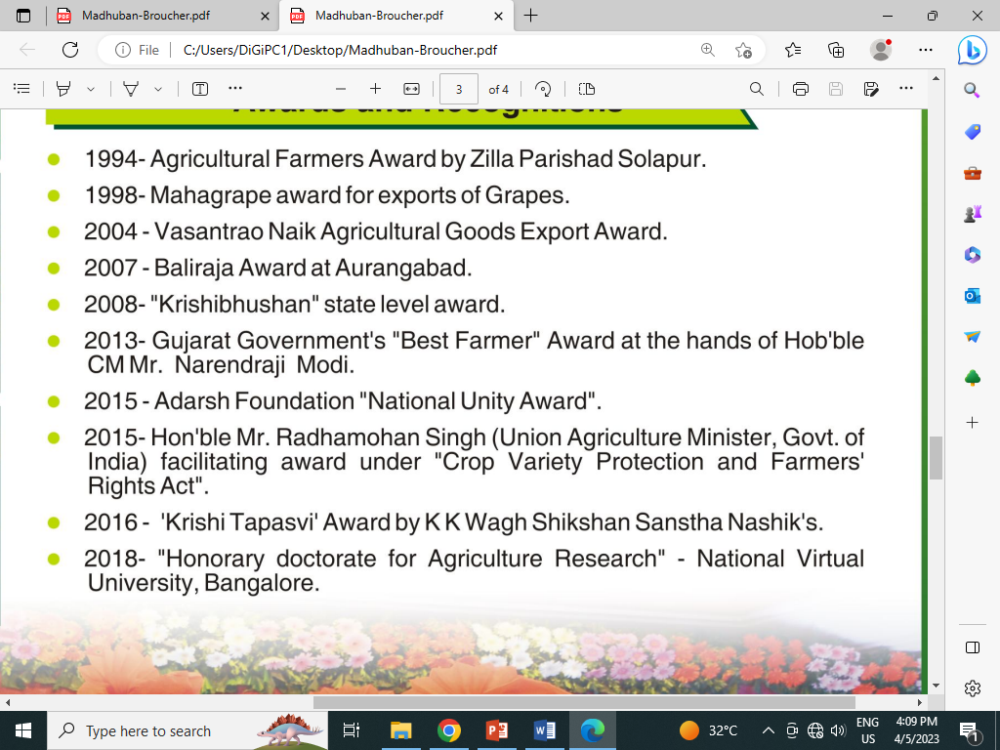 Madhuban-Broucher.pdf
Madhuban-Broucher.pdf
File
C:/Users/DiGiPC1/Desktop/Madhuban-Broucher.pdf
3
of 4
Awards and Recognitions
1994- Agricultural Farmers Award by Zilla Parishad Solapur.
1998- Mahagrape award for exports of Grapes.
2004 - Vasantrao Naik Agricultural Goods Export Award.
2007 - Baliraja Award at Aurangabad.
2008- "Krishibhushan" state level award.
2013- Gujarat Government's "Best Farmer" Award at the hands of Hob'ble
CM Mr. Narendraji Modi.
2015 - Adarsh Foundation "National Unity Award".
2015- Hon'ble Mr. Radhamohan Singh (Union Agriculture Minister, Govt. of
India) facilitating award under "Crop Variety Protection and Farmers'
Rights Act".
2016 - 'Krishi Tapasvi' Award by K K Wagh Shikshan Sanstha Nashik's.
2018- "Honorary doctorate for Agriculture Research" - National Virtual
University, Bangalore.
Type here to search
32°C
ENG
US
4:09 PM
4/5/2023
1